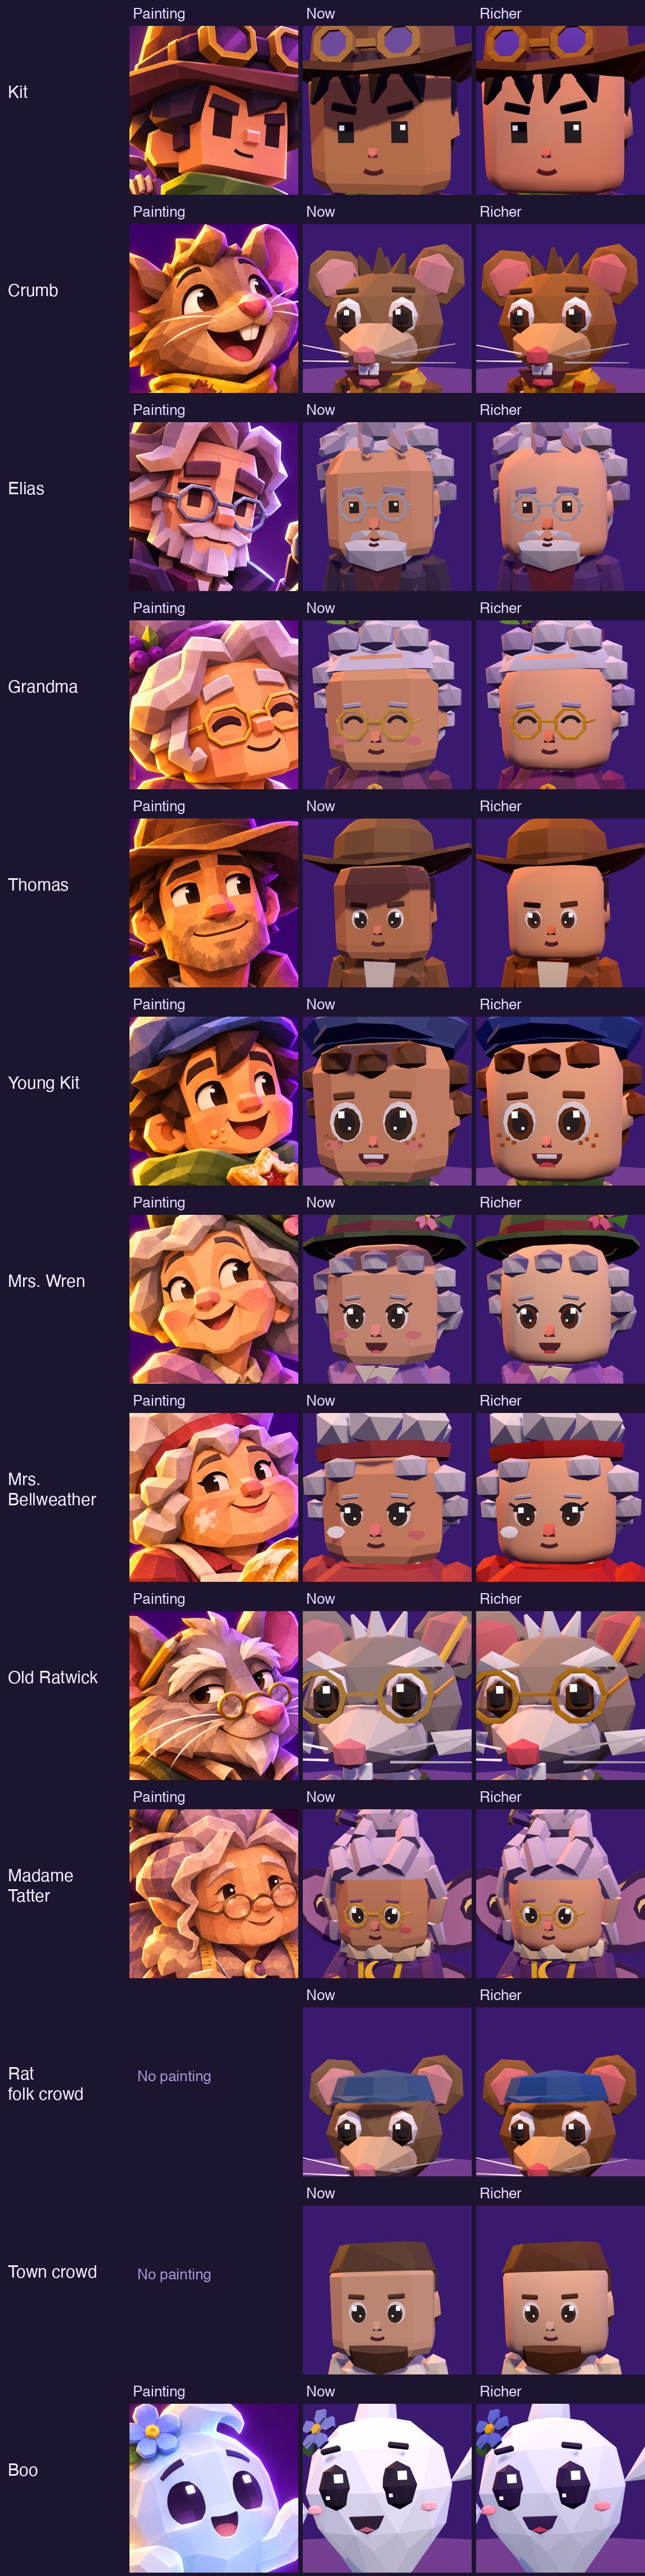 Painting Now Richer
Kit
Painting Now Richer
Crumb
Painting Now Richer
Elias
Painting Now Richer
Grandma
Painting Now Richer
Thomas
Painting Now Richer
Young Kit
Painting Now Richer
Mrs. Wren
Painting Now Richer
Mrs.
Bellweather
Painting Now Richer
Old Ratwick
Painting Now Richer
Madame
Tatter
Now Richer
Rat
folk crowd
No painting
Now Richer
Town crowd
No painting
Painting Now Richer
Boo